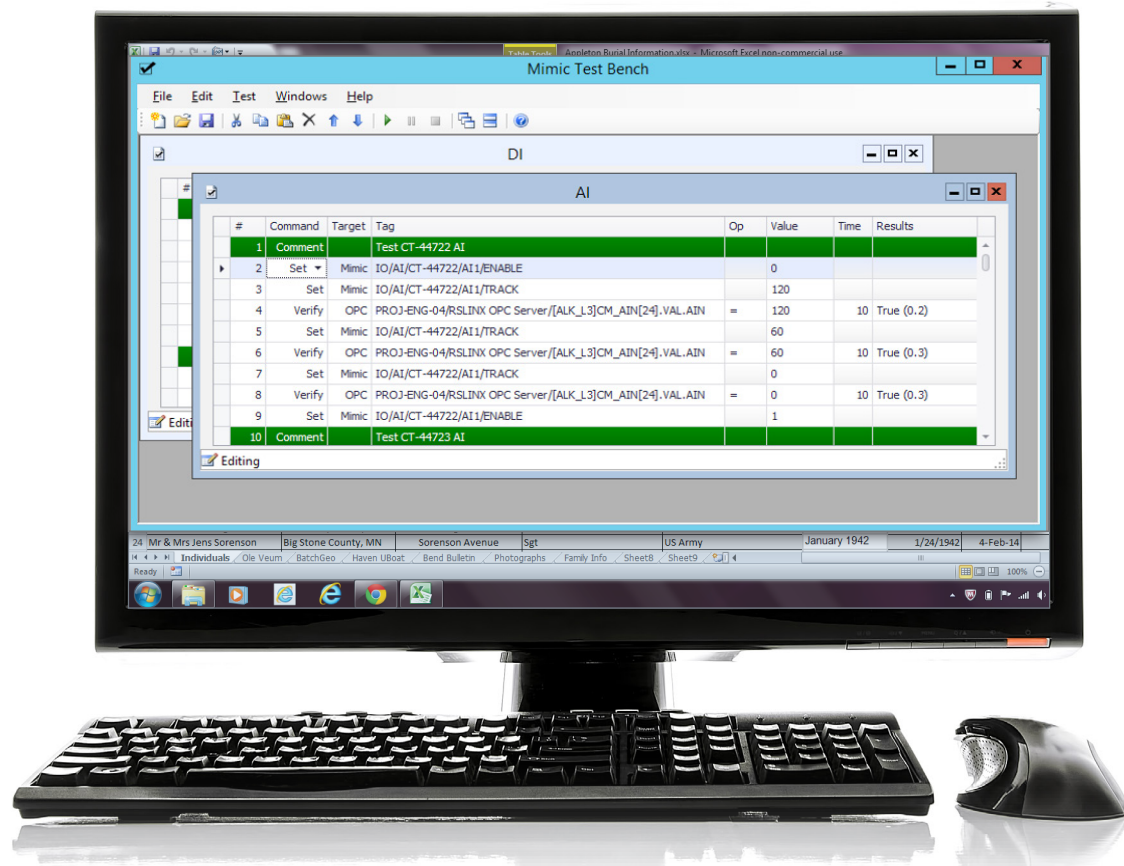 Table Tools Appleton Burial Information.xlsx - Microsoft Excel non-commercial use
Mimic Test Bench
File Edit Test Windows Help
DI
#
AI
# Command Target Tag Op Value Time Results
1 Comment Test CT-44722 AI
2 Set Mimic IO/AI/CT-44722/AI1/ENABLE 0
3 Set Mimic IO/AI/CT-44722/AI1/TRACK 120
4 Verify OPC PROJ-ENG-04/RSLINX OPC Server/[ALK_L3]CM_AIN[24].VAL.AIN = 120 10 True (0.2)
5 Set Mimic IO/AI/CT-44722/AI1/TRACK 60
6 Verify OPC PROJ-ENG-04/RSLINX OPC Server/[ALK_L3]CM_AIN[24].VAL.AIN = 60 10 True (0.3)
7 Set Mimic IO/AI/CT-44722/AI1/TRACK 0
8 Verify OPC PROJ-ENG-04/RSLINX OPC Server/[ALK_L3]CM_AIN[24].VAL.AIN = 0 10 True (0.3)
9 Set Mimic IO/AI/CT-44722/AI1/ENABLE 1
10 Comment Test CT-44723 AI
Editi
Editing
24 Mr & Mrs Jens Sorenson Big Stone County, MN Sorenson Avenue Sgt US Army January 1942 1/24/1942 4-Feb-14
Individuals Ole Veum BatchGeo Haven UBoat Bend Bulletin Photographs Family Info Sheet8 Sheet9
Ready 100%